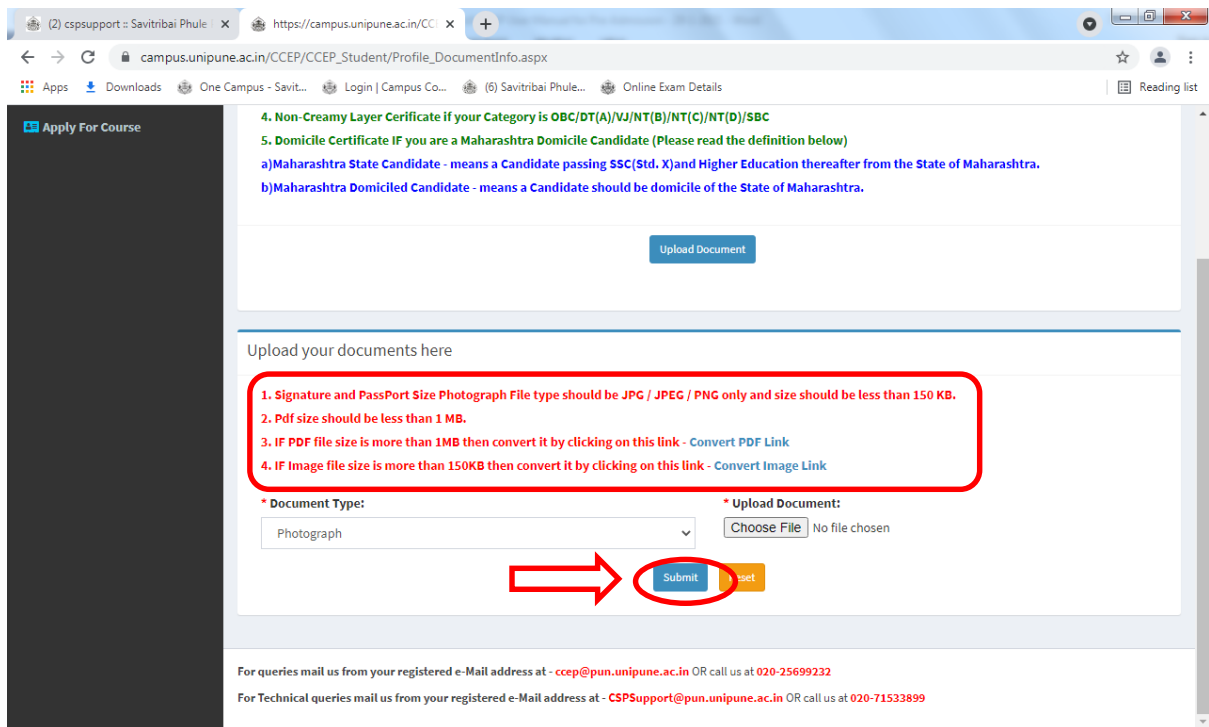 (2) cspsupport :: Savitribai Phule
https://campus.unipune.ac.in/CC
campus.unipune.ac.in/CCEP/CCEP_Student/Profile_DocumentInfo.aspx
Apps Downloads One Campus - Savit... Login | Campus Co... (6) Savitribai Phule... Online Exam Details Reading list
Apply For Course
4. Non-Creamy Layer Cerificate if your Category is OBC/DT(A)/VJ/NT(B)/NT(C)/NT(D)/SBC
5. Domicile Certificate IF you are a Maharashtra Domicile Candidate (Please read the definition below)
a)Maharashtra State Candidate - means a Candidate passing SSC(Std. X)and Higher Education thereafter from the State of Maharashtra.
b)Maharashtra Domiciled Candidate - means a Candidate should be domicile of the State of Maharashtra.
Upload Document
Upload your documents here
1. Signature and PassPort Size Photograph File type should be JPG / JPEG / PNG only and size should be less than 150 KB.
2. Pdf size should be less than 1 MB.
3. IF PDF file size is more than 1MB then convert it by clicking on this link - Convert PDF Link
4. IF Image file size is more than 150KB then convert it by clicking on this link - Convert Image Link
* Document Type: * Upload Document:
Photograph Choose File No file chosen
Submit Reset
For queries mail us from your registered e-Mail address at - ccep@pun.unipune.ac.in OR call us at 020-25699232
For Technical queries mail us from your registered e-Mail address at - CSPSupport@pun.unipune.ac.in OR call us at 020-71533899